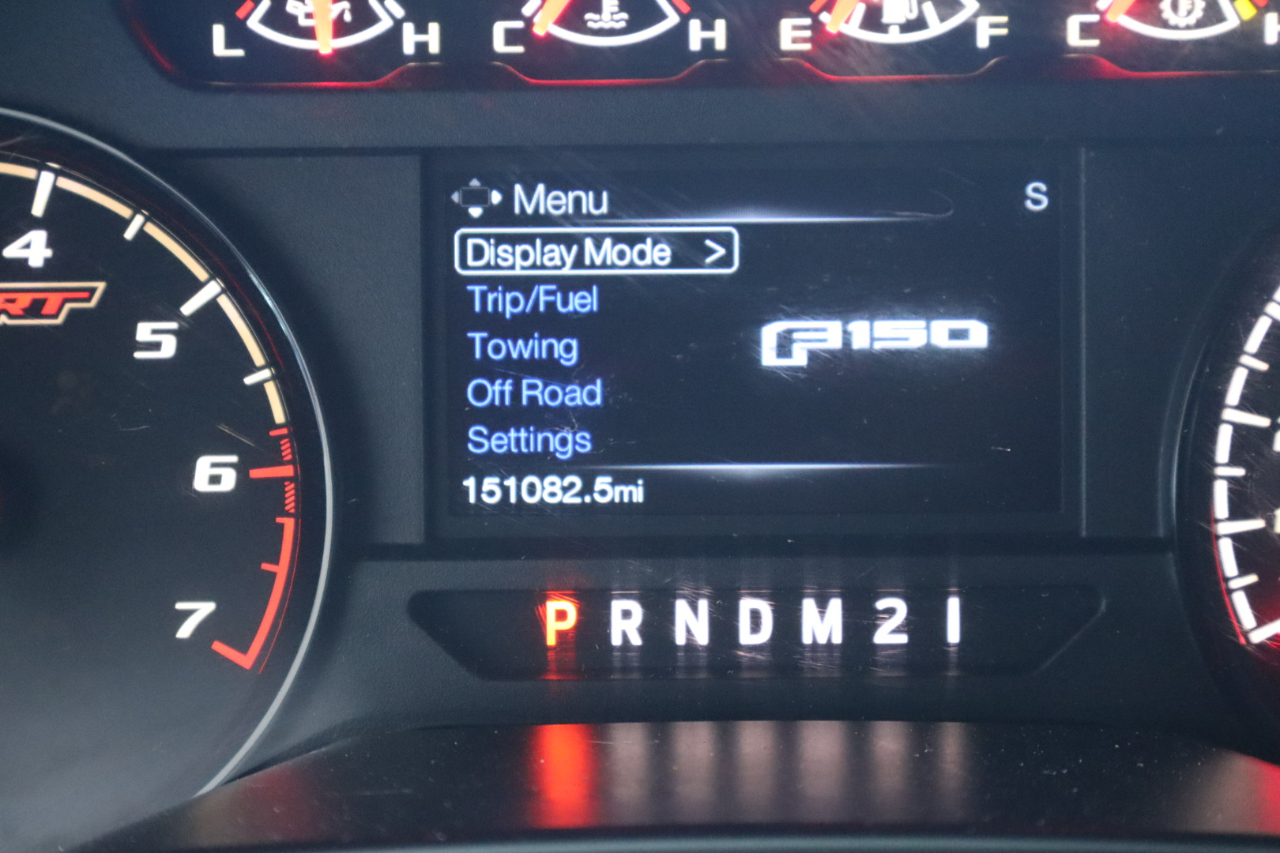 L H C H E F C H
F
F
Menu S
Display Mode >
Trip/Fuel
Towing
Off Road
Settings
F150
151082.5mi
4
5
6
7
P R N D M 2 1